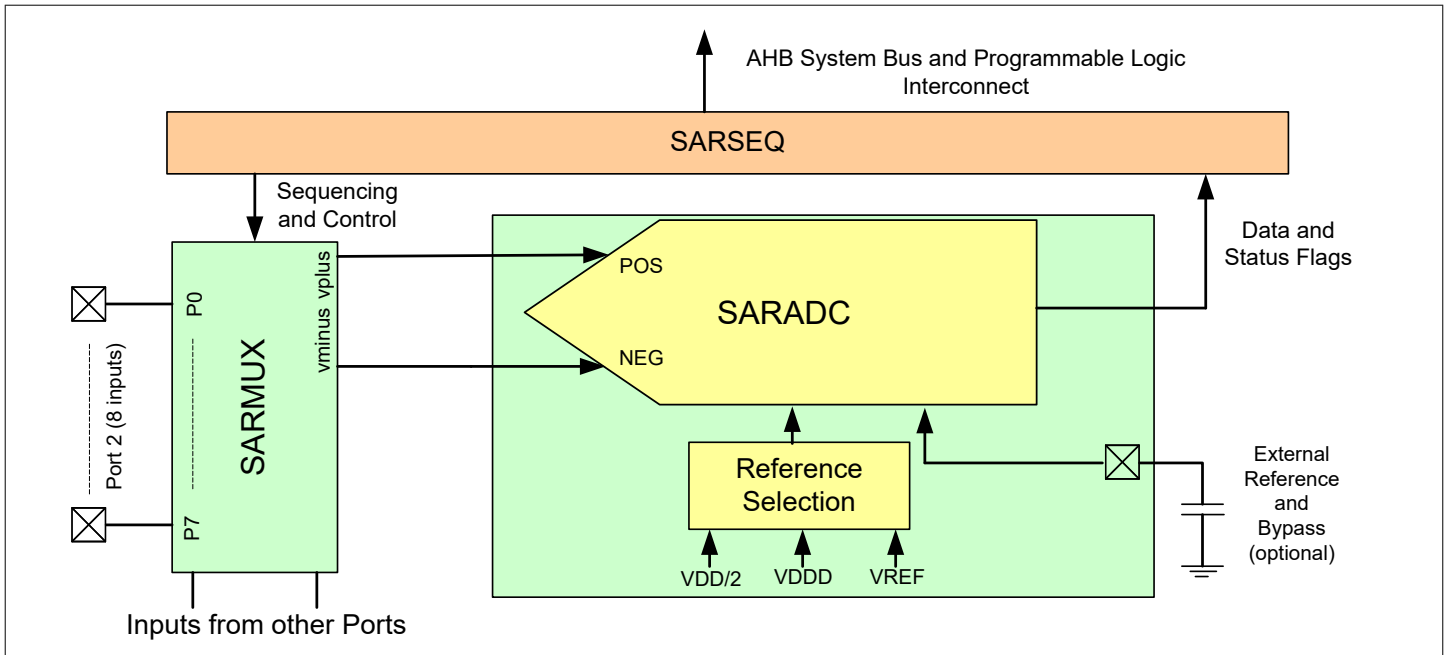 AHB System Bus and Programmable Logic
Interconnect
SARSEQ
Sequencing
and Control
Data and
Status Flags
vminus vplus
POS
NEG
SARADC
P0
P7
Port 2 (8 inputs)
SARMUX
Reference
Selection
VDD/2
VDDD
VREF
External
Reference
and
Bypass
(optional)
Inputs from other Ports